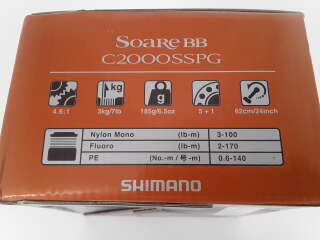 Soare BB
C2000SSPG
kg
g
4.6:1
3kg/7lb
185g/6.5oz
5 + 1
62cm/24inch
Nylon Mono (lb-m) 3-100
Fluoro (lb-m) 2-170
PE (No.-m / 号-m) 0.6-140
SHIMANO